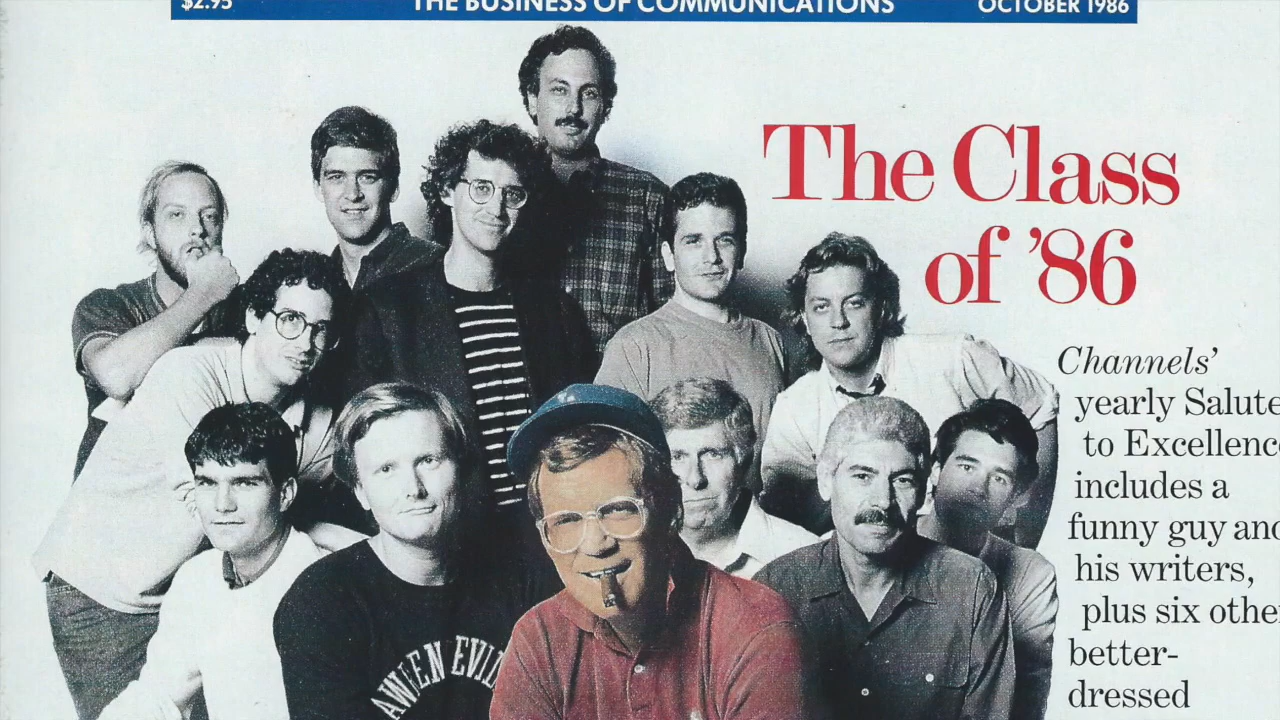 $2.95 THE BUSINESS OF COMMUNICATIONS OCTOBER 1986
The Class
of ’86
Channels’
yearly Salute
to Excellence
includes a
funny guy and
his writers,
plus six other
better-
dressed